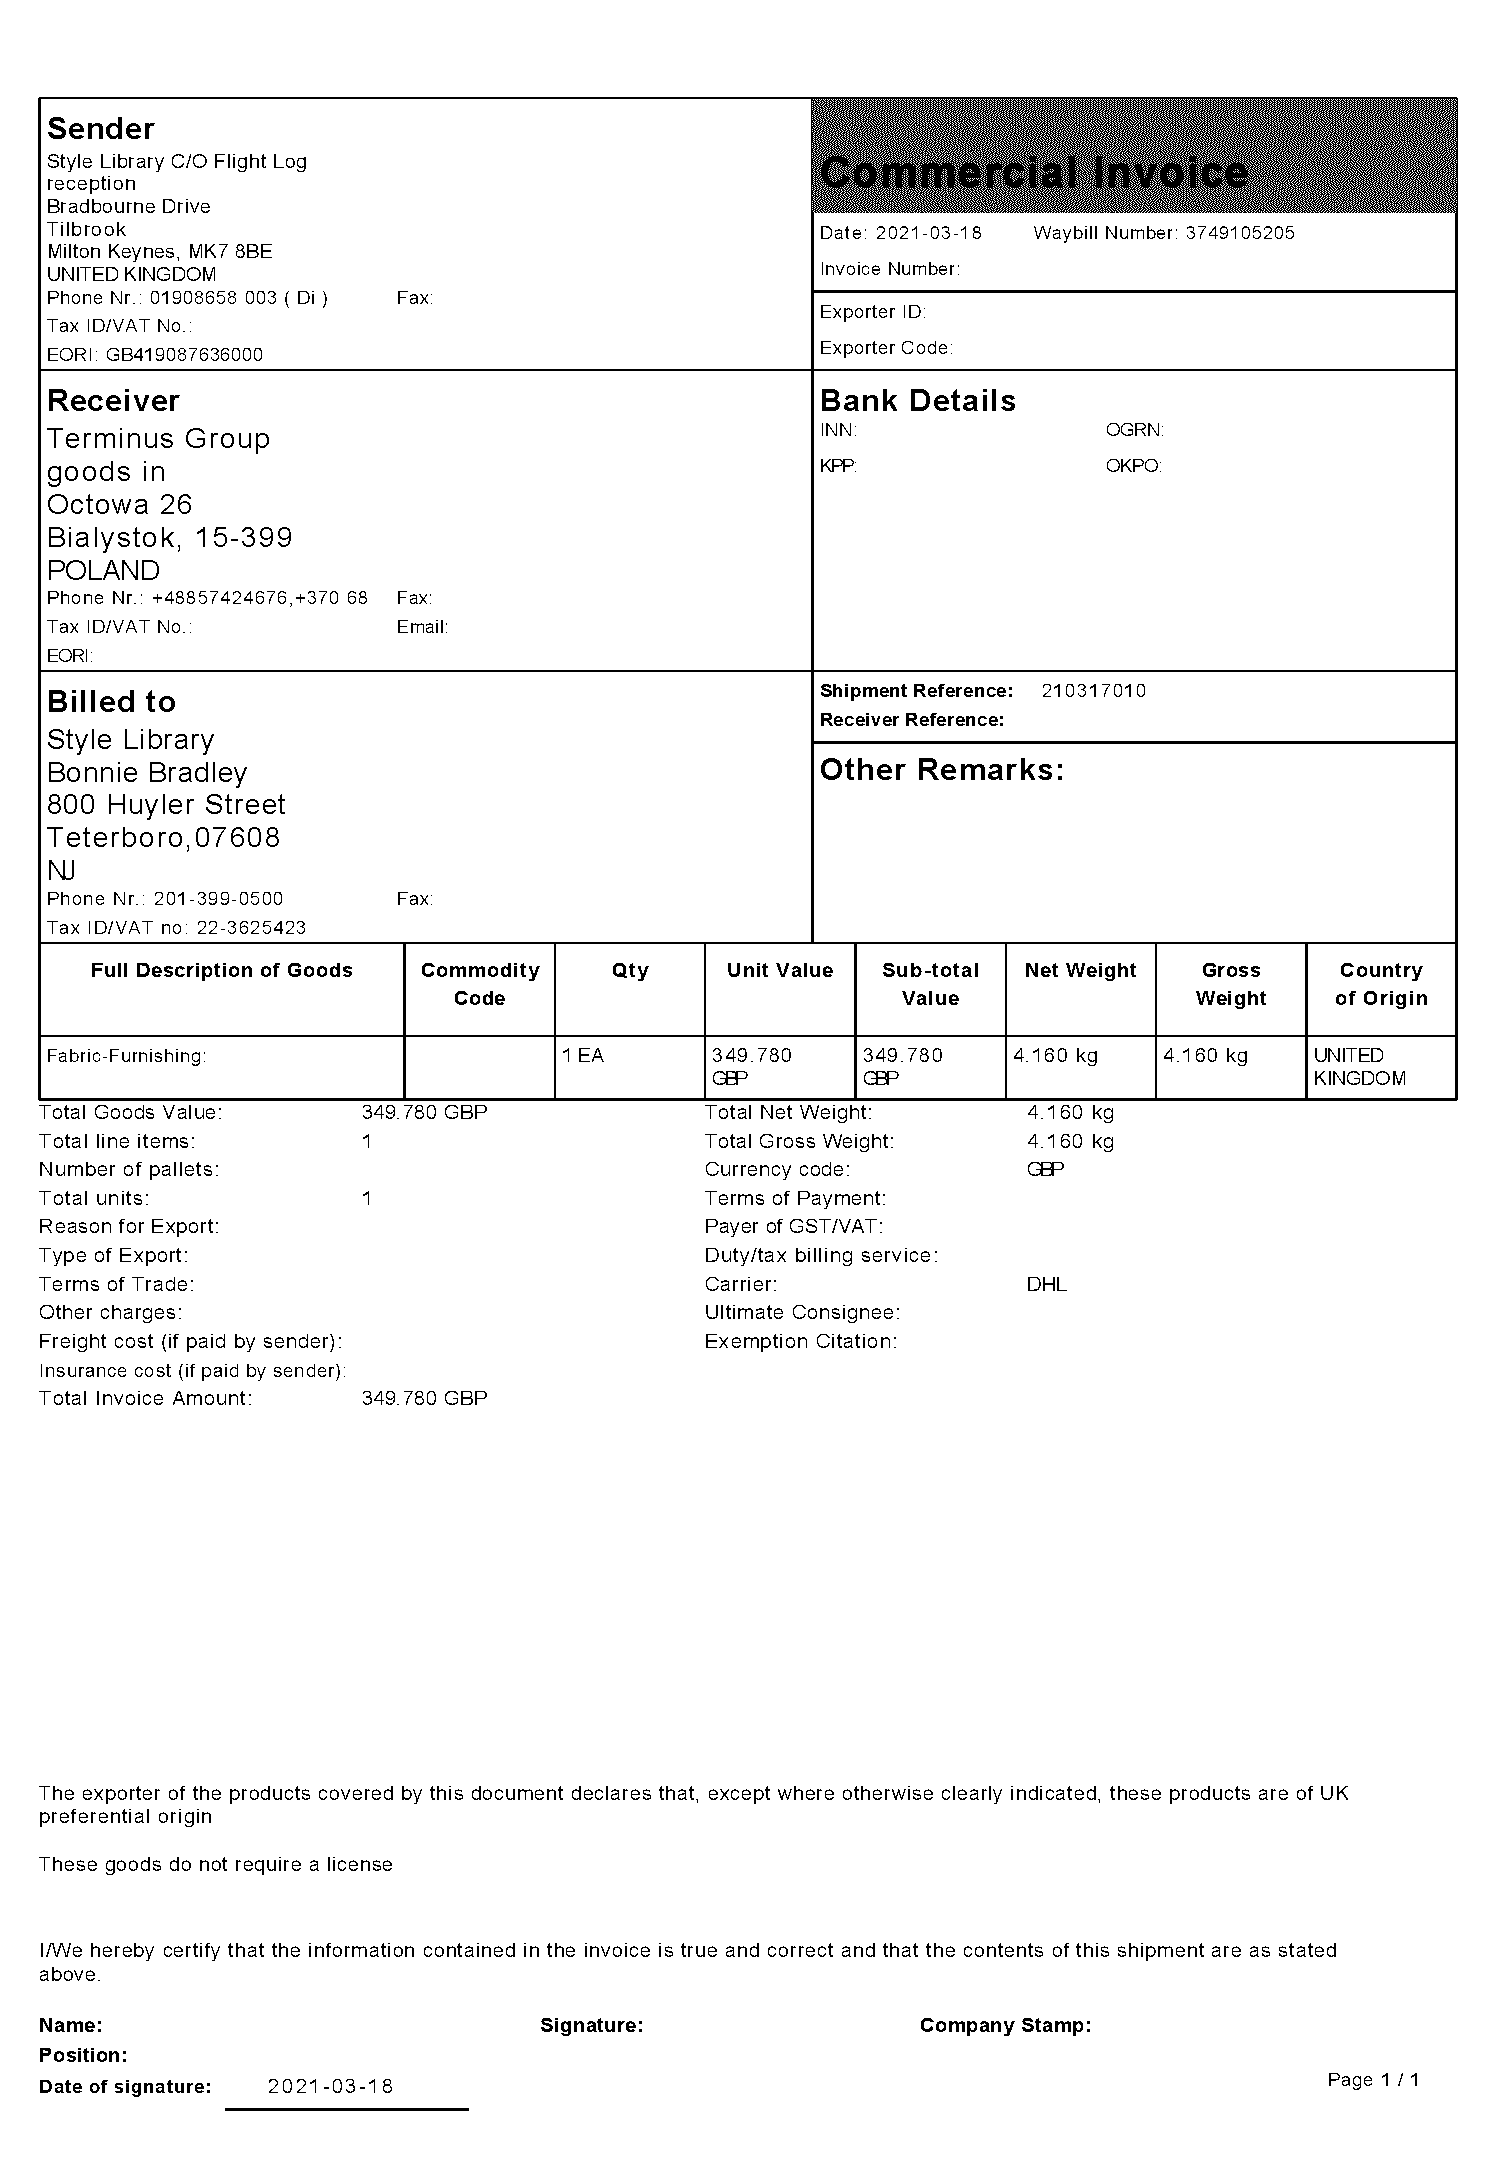 Sender
Style Library C/O Flight Log
reception
Bradbourne Drive
Tilbrook
Milton Keynes, MK7 8BE
UNITED KINGDOM
Phone Nr.: 01908658 003 ( Di ) Fax:
Tax ID/VAT No.:
EORI: GB419087636000
Commercial Invoice
Date: 2021-03-18 Waybill Number: 3749105205
Invoice Number:
Exporter ID:
Exporter Code:
Receiver
Terminus Group
goods in
Octowa 26
Bialystok, 15-399
POLAND
Phone Nr.: +48857424676,+370 68 Fax:
Tax ID/VAT No.: Email:
EORI:
Bank Details
INN: OGRN:
KPP: OKPO:
Billed to
Style Library
Bonnie Bradley
800 Huyler Street
Teterboro,07608
NJ
Phone Nr.: 201-399-0500 Fax:
Tax ID/VAT no: 22-3625423
Shipment Reference: 210317010
Receiver Reference:
Other Remarks:
Full Description of Goods Commodity Code Qty Unit Value Sub-total Value Net Weight Gross Weight Country of Origin
Fabric-Furnishing: 1 EA 349.780 GBP 349.780 GBP 4.160 kg 4.160 kg UNITED KINGDOM
Total Goods Value: 349.780 GBP Total Net Weight: 4.160 kg
Total line items: 1 Total Gross Weight: 4.160 kg
Number of pallets: Currency code: GBP
Total units: 1 Terms of Payment:
Reason for Export: Payer of GST/VAT:
Type of Export: Duty/tax billing service:
Terms of Trade: Carrier: DHL
Other charges: Ultimate Consignee:
Freight cost (if paid by sender): Exemption Citation:
Insurance cost (if paid by sender):
Total Invoice Amount: 349.780 GBP
The exporter of the products covered by this document declares that, except where otherwise clearly indicated, these products are of UK
preferential origin
These goods do not require a license
I/We hereby certify that the information contained in the invoice is true and correct and that the contents of this shipment are as stated
above.
Name: Signature: Company Stamp:
Position:
Date of signature: 2021-03-18
Page 1 / 1